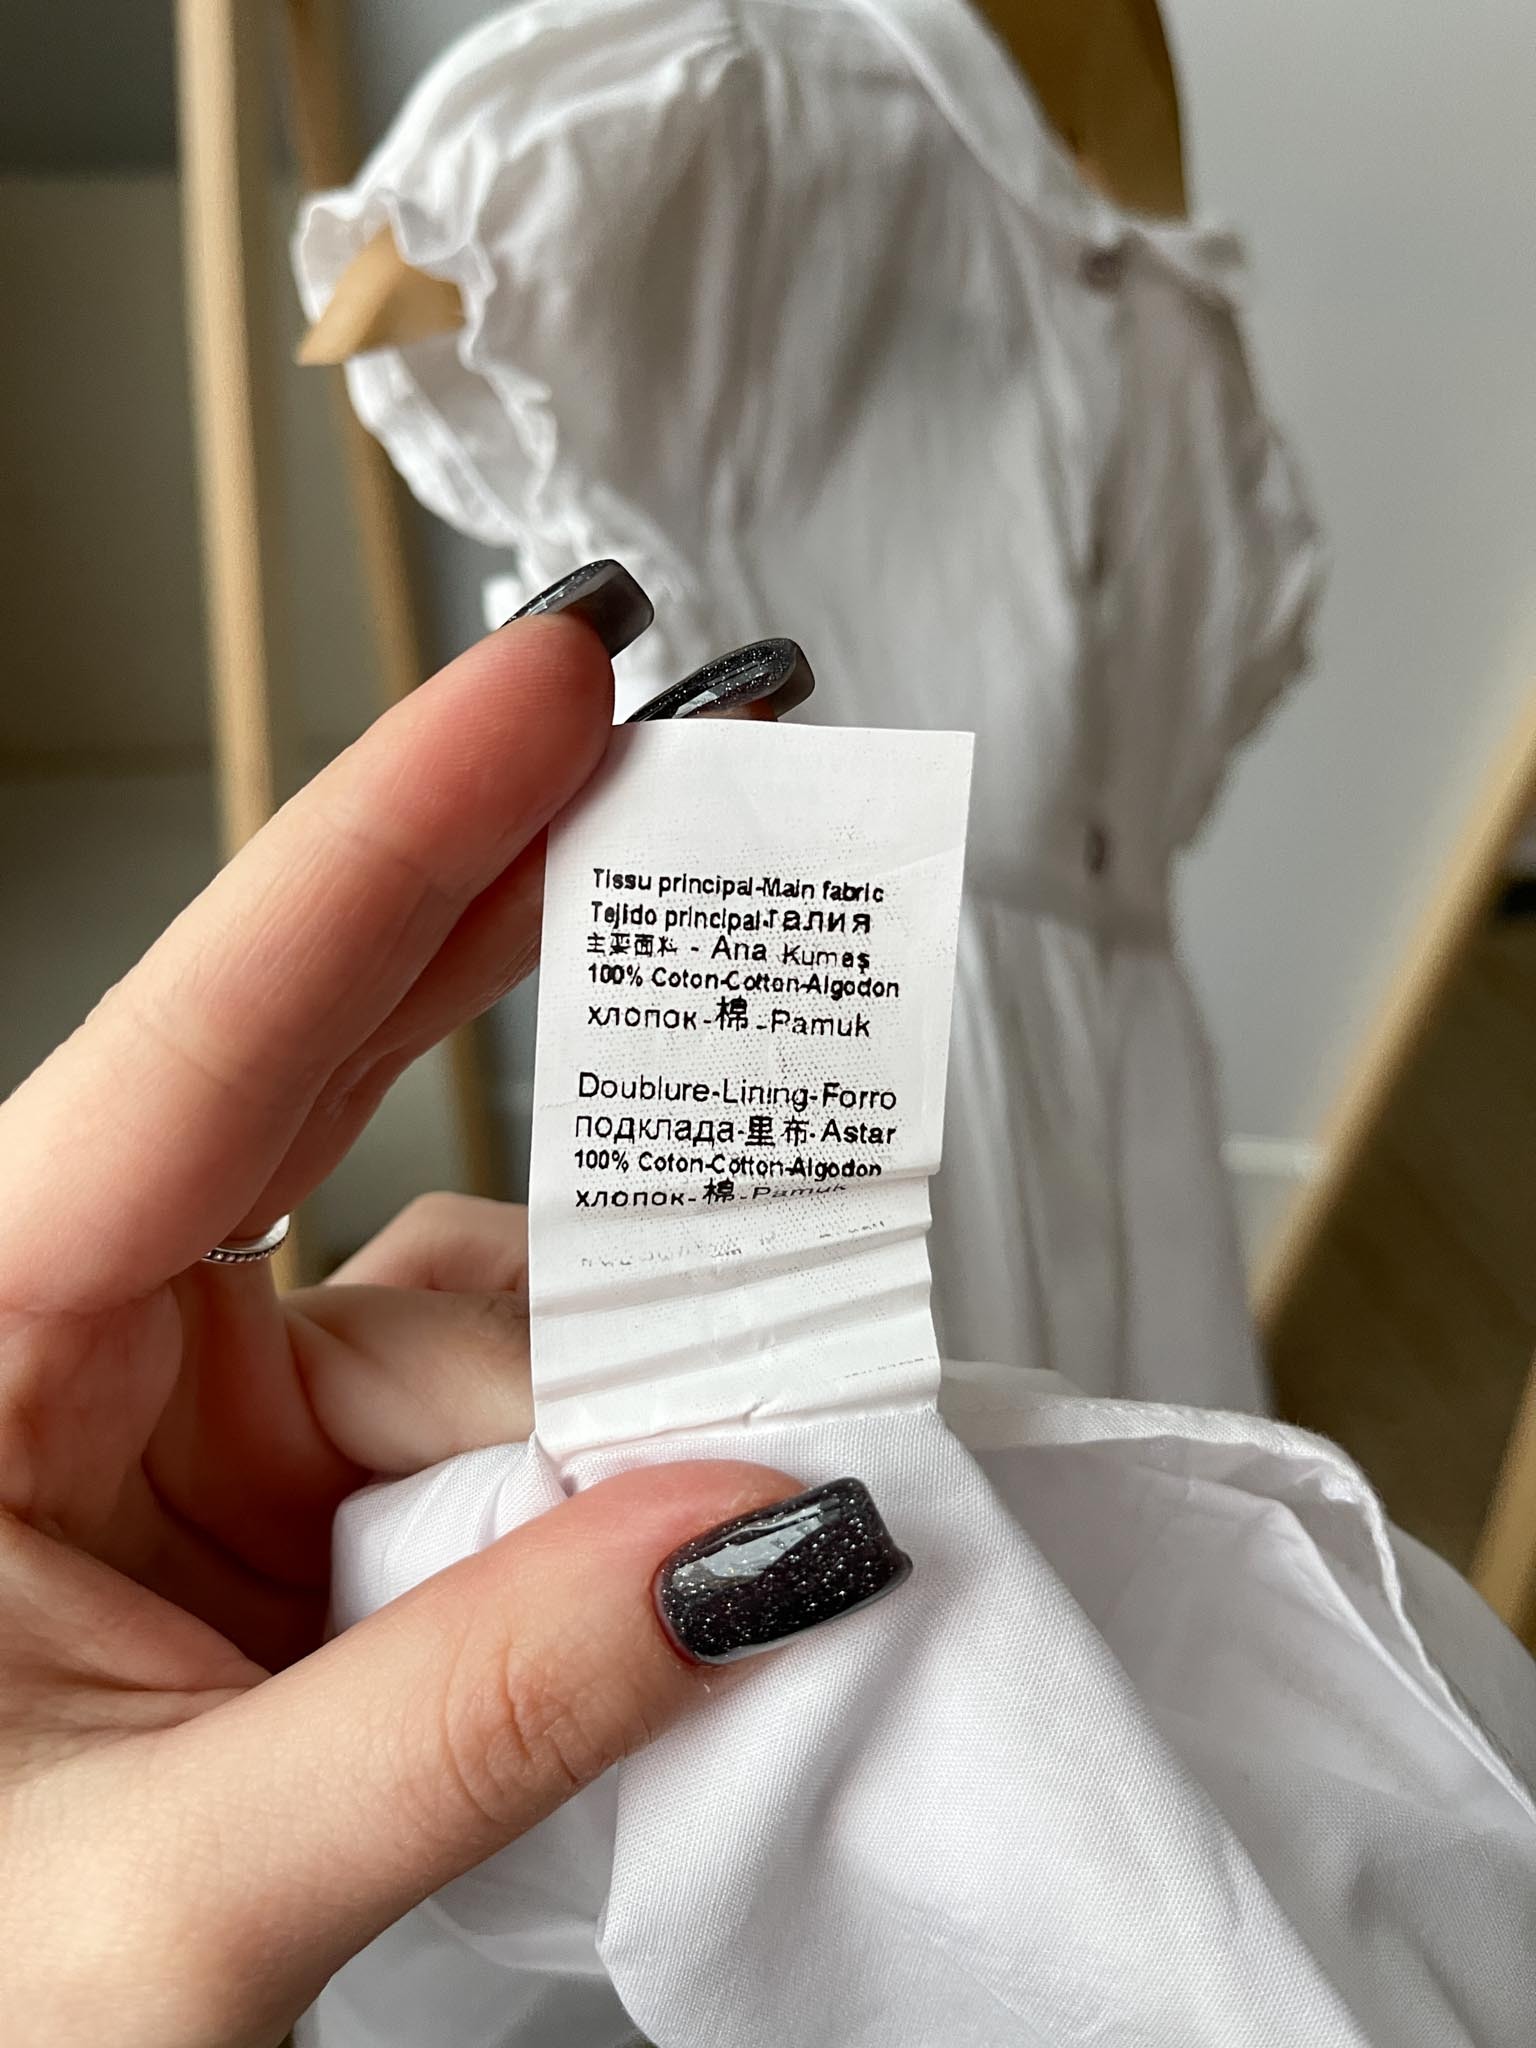 Tissu principal-Main fabric
Tejido principal-талия
主要面料 - Ana Kumaş
100% Coton-Cotton-Algodon
хлопок-棉-Pamuk
Doublure-Lining-Forro
подклада-里布-Astar
100% Coton-Cotton-Algodon
хлопок-棉-Pamuk